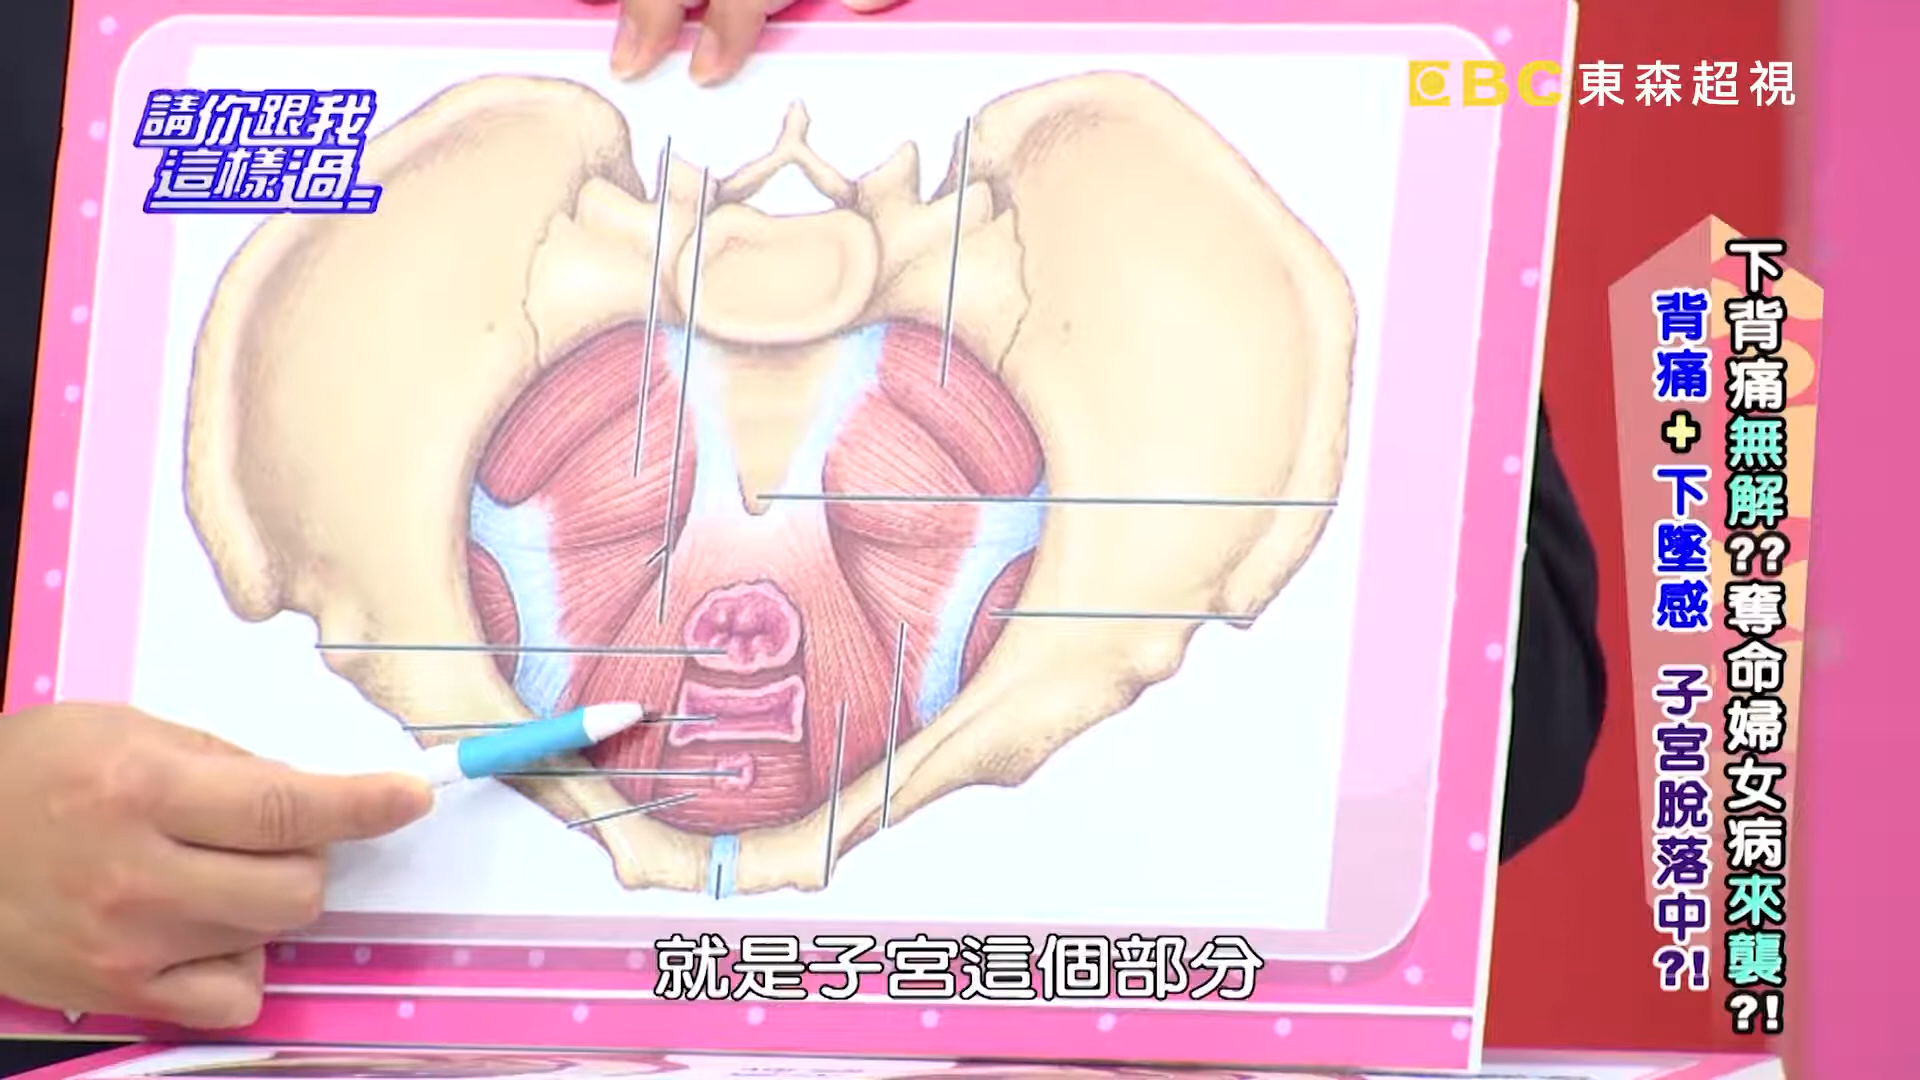 請你跟我
這樣過
EBC 東森超視
下背痛無解??奪命婦女病來襲?!
背痛+下墜感 子宮脫落中?!
就是子宮這個部分